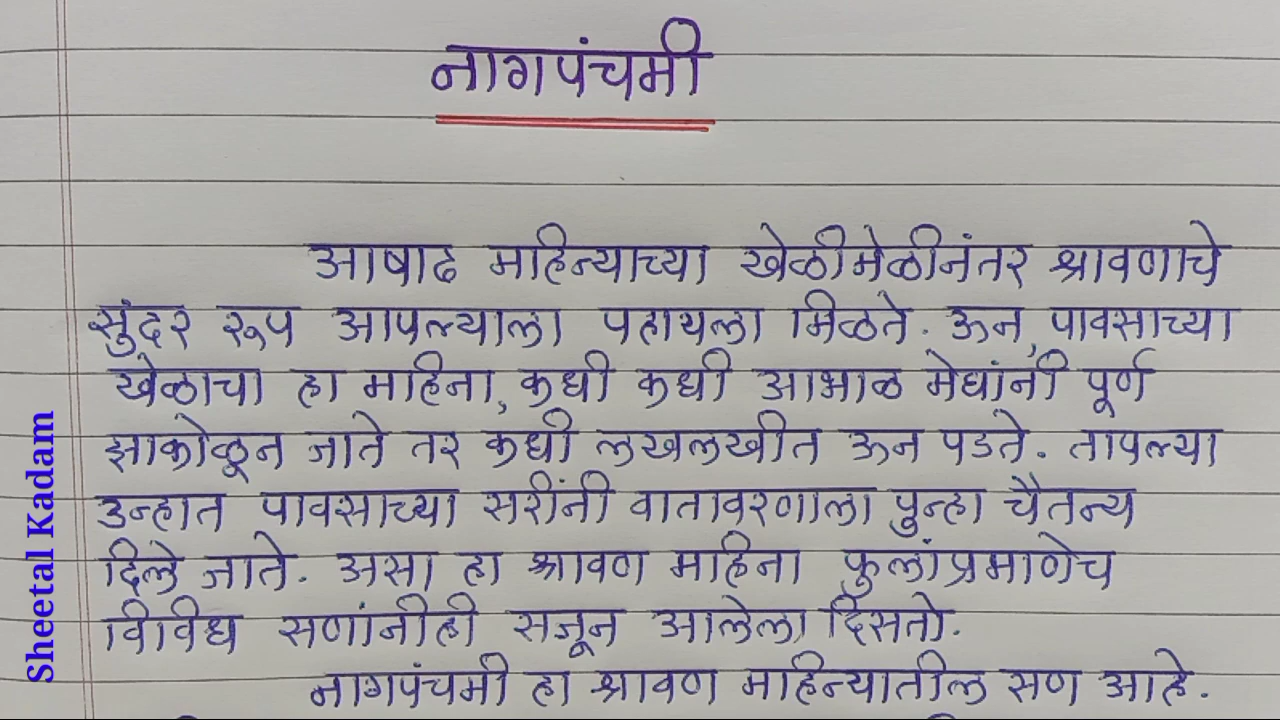 नागपंचमी
आषाढ महिन्याच्या खेळीमेळीनंतर श्रावणाचे
सुंदर रूप आपल्याला पहायला मिळते. ऊन, पावसाच्या
खेळाचा हा महिना, कधी कधी आभाळ मेघांनी पूर्ण
झाकोळून जाते तर कधी लखलखीत ऊन पडते. तापल्या
उन्हात पावसाच्या सरींनी वातावरणाला पुन्हा चैतन्य
दिले जाते. असा हा श्रावण महिना फुलांप्रमाणेच
विविध सणांनीही सजून आलेला दिसतो.
नागपंचमी हा श्रावण महिन्यातील सण आहे.
Sheetal Kadam